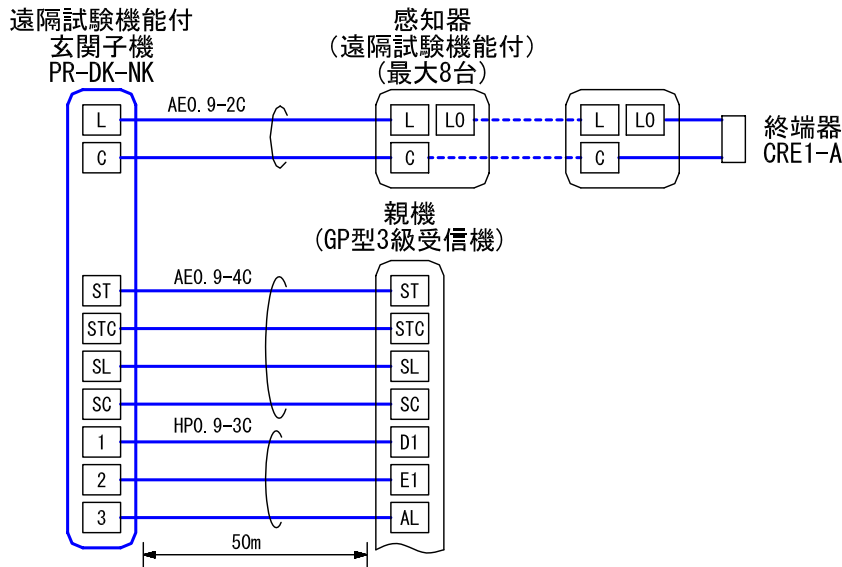 遠隔試験機能付
玄関子機
PR-DK-NK
感知器
(遠隔試験機能付)
(最大8台)
AE0.9-2C
L
L
LO
L
LO
C
C
C
終端器
CRE1-A
親機
(GP型3級受信機)
AE0.9-4C
ST
ST
STC
STC
SL
SL
SC
SC
HP0.9-3C
1
D1
2
E1
3
AL
50m